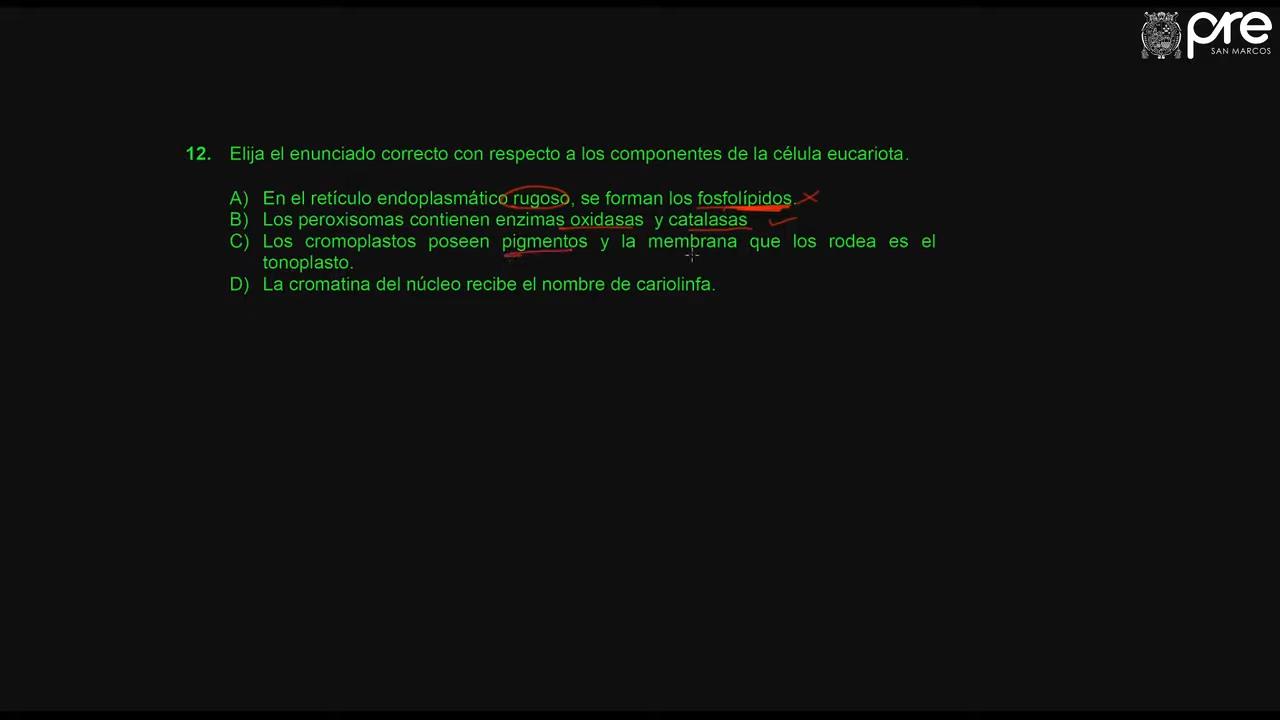 pre
SAN MARCOS
12. Elija el enunciado correcto con respecto a los componentes de la célula eucariota.
A) En el retículo endoplasmático rugoso, se forman los fosfolípidos.
B) Los peroxisomas contienen enzimas oxidasas y catalasas
C) Los cromoplastos poseen pigmentos y la membrana que los rodea es el
tonoplasto.
D) La cromatina del núcleo recibe el nombre de cariolinfa.